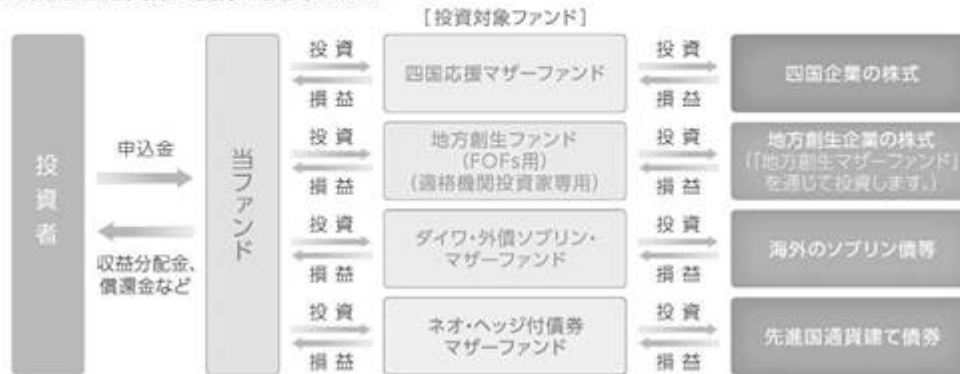 [投資対象ファンド]
投資者
申込金
収益分配金、
償還金など
当ファンド
投資
損益
四国応援マザーファンド
投資
損益
四国企業の株式
投資
損益
地方創生ファンド
(FOFs用)
(適格機関投資家専用)
投資
損益
地方創生企業の株式
(「地方創生マザーファンド」
を通じて投資します。)
投資
損益
ダイワ・外債ソブリン・
マザーファンド
投資
損益
海外のソブリン債等
投資
損益
ネオ・ヘッジ付債券
マザーファンド
投資
損益
先進国通貨建て債券